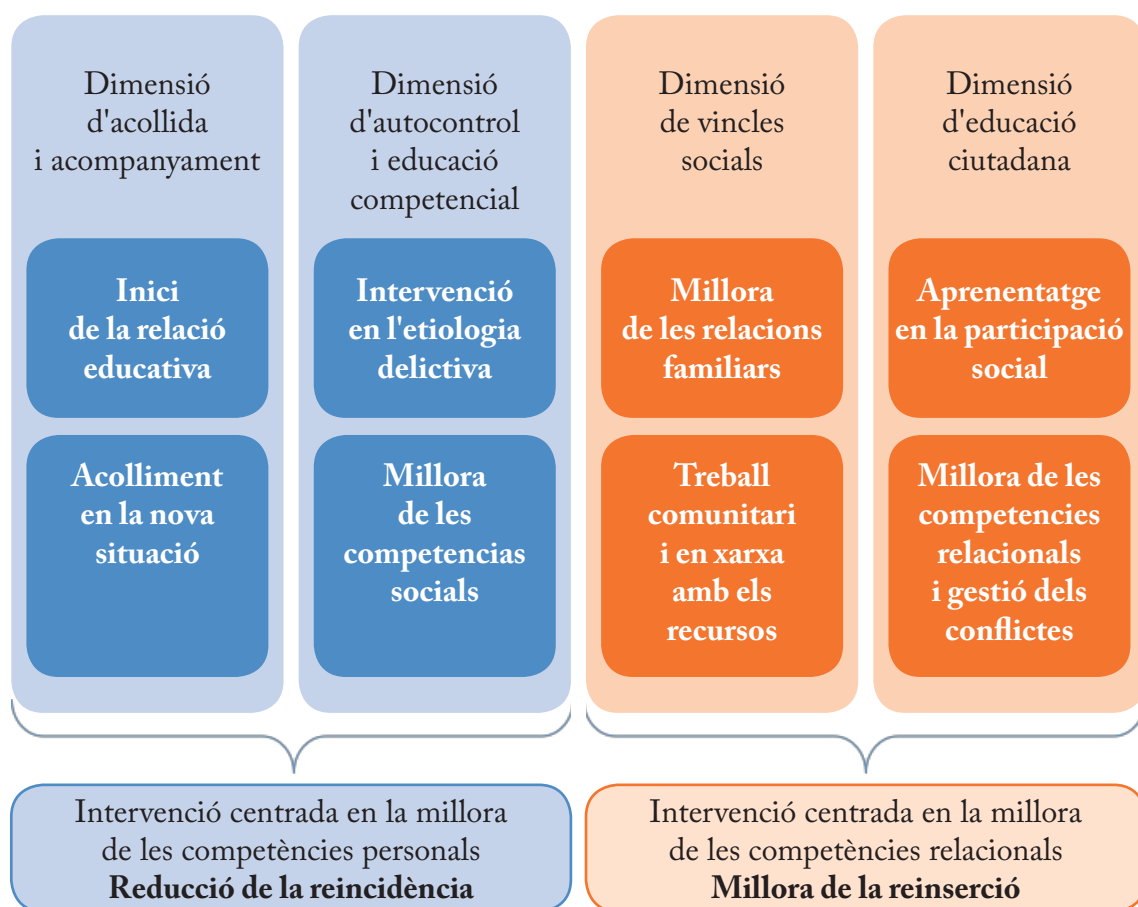 Dimensió
d'acollida
i acompanyament
Inici
de la relació
educativa
Acolliment
en la nova
situació
Dimensió
d'autocontrol
i educació
competencial
Intervenció
en l'etiologia
delictiva
Millora
de les
competencias
socials
Dimensió
de vincles
socials
Millora
de les relacions
familiars
Treball
comunitari
i en xarxa
amb els
recursos
Dimensió
d'educació
ciutadana
Aprenentatge
en la participació
social
Millora de les
competencies
relacionals
i gestió dels
conflictes
Intervenció centrada en la millora
de les competències personals
Reducció de la reincidència
Intervenció centrada en la millora
de les competències relacionals
Millora de la reinserció